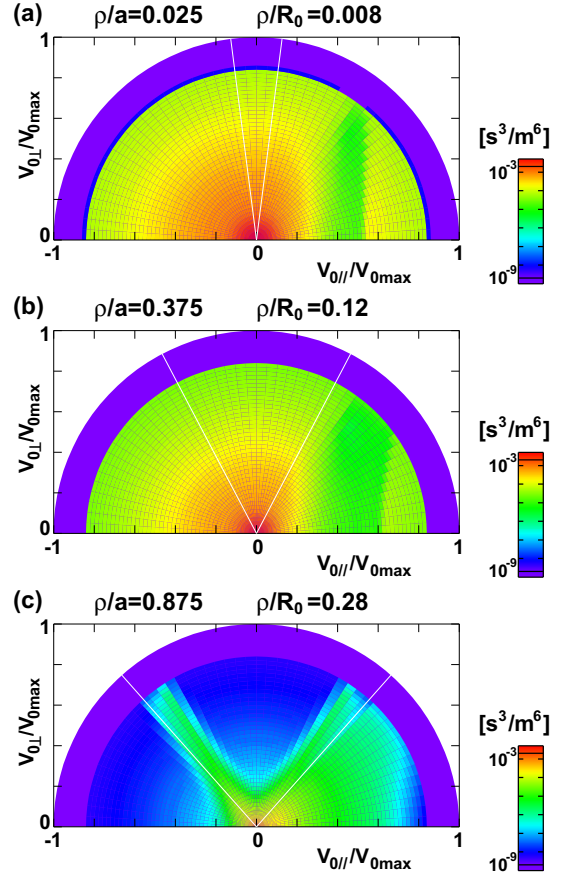 (a) ρ/a=0.025 ρ/R₀=0.008
V₀⊥/V₀max
1
0
-1 0 1
V₀//​/V₀max
[s³/m⁶]
10⁻³
10⁻⁹
(b) ρ/a=0.375 ρ/R₀=0.12
V₀⊥/V₀max
1
0
-1 0 1
V₀///V₀max
[s³/m⁶]
10⁻³
10⁻⁹
(c) ρ/a=0.875 ρ/R₀=0.28
V₀⊥/V₀max
1
0
-1 0 1
V₀///V₀max
[s³/m⁶]
10⁻³
10⁻⁹